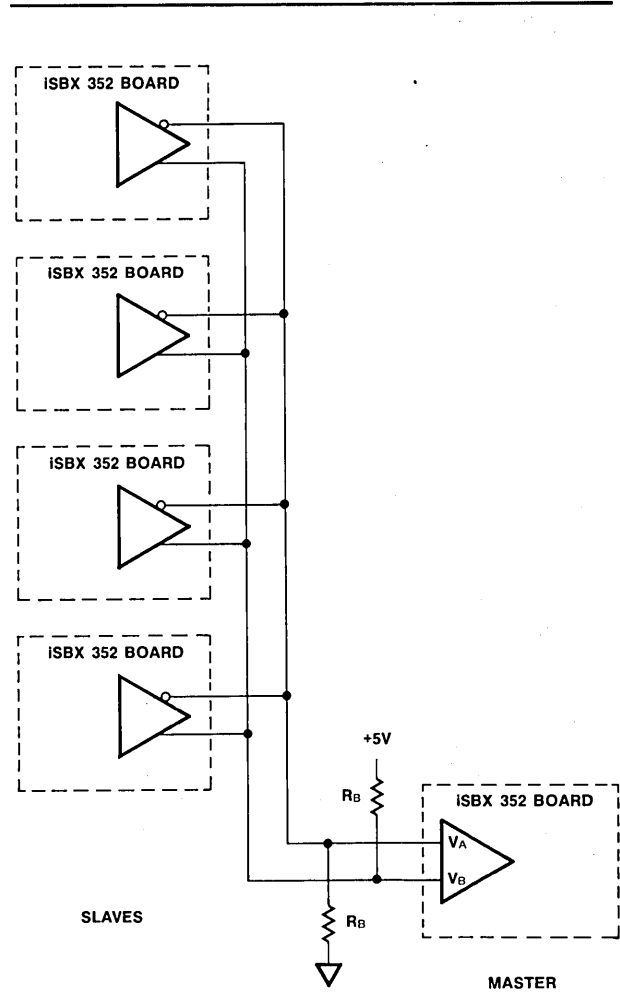 iSBX 352 BOARD
iSBX 352 BOARD
iSBX 352 BOARD
iSBX 352 BOARD
+5V
RB
iSBX 352 BOARD
VA
VB
RB
SLAVES
MASTER